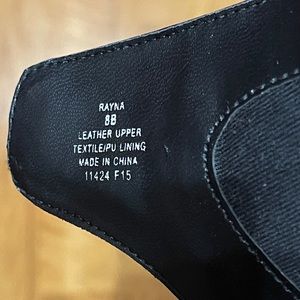 RAYNA
8B
LEATHER UPPER
TEXTILE/PU LINING
MADE IN CHINA
11424 F15